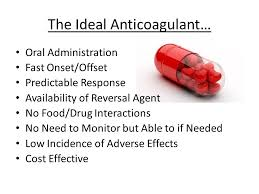 The Ideal Anticoagulant…
• Oral Administration
• Fast Onset/Offset
• Predictable Response
• Availability of Reversal Agent
• No Food/Drug Interactions
• No Need to Monitor but Able to if Needed
• Low Incidence of Adverse Effects
• Cost Effective